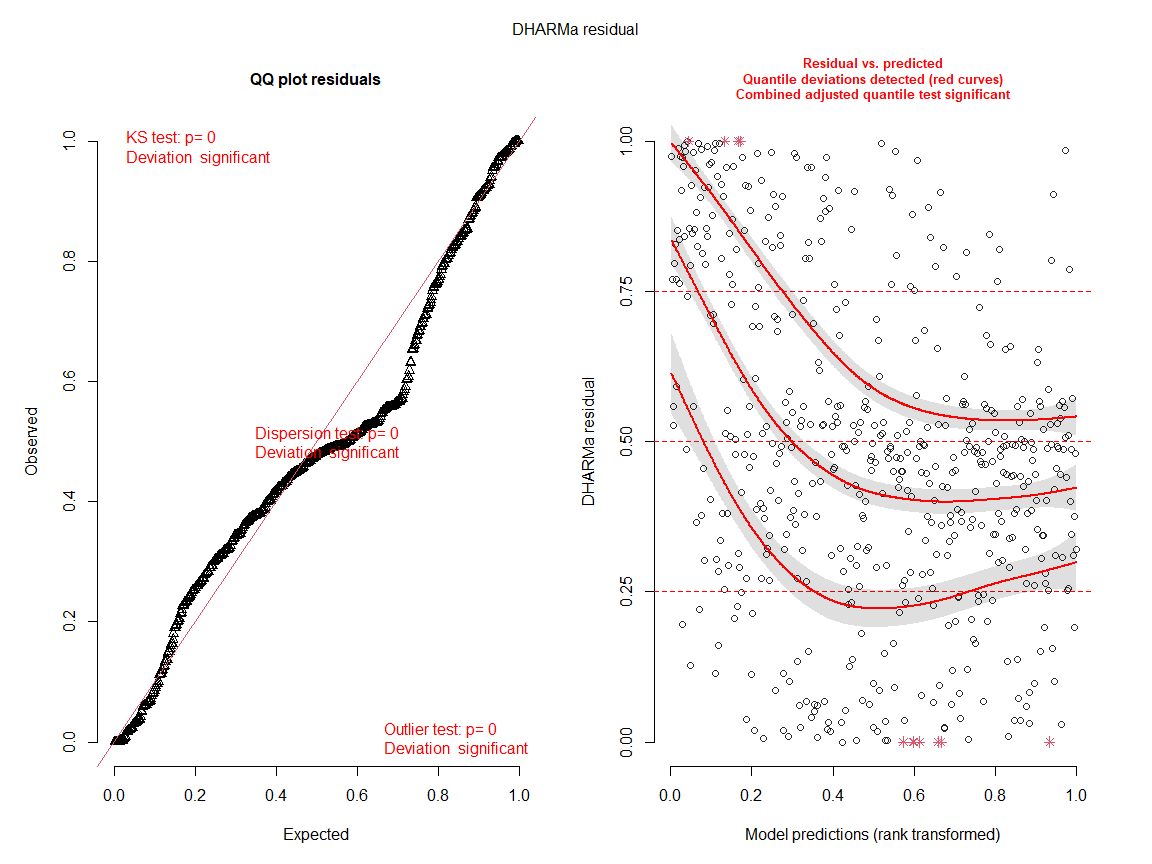 DHARMa residual
QQ plot residuals
KS test: p= 0
Deviation significant
Dispersion test: p= 0
Deviation significant
Outlier test: p= 0
Deviation significant
Observed
0.0
0.2
0.4
0.6
0.8
1.0
0.0
0.2
0.4
0.6
0.8
1.0
Expected
Residual vs. predicted
Quantile deviations detected (red curves)
Combined adjusted quantile test significant
DHARMa residual
0.00
0.25
0.50
0.75
1.00
0.0
0.2
0.4
0.6
0.8
1.0
Model predictions (rank transformed)